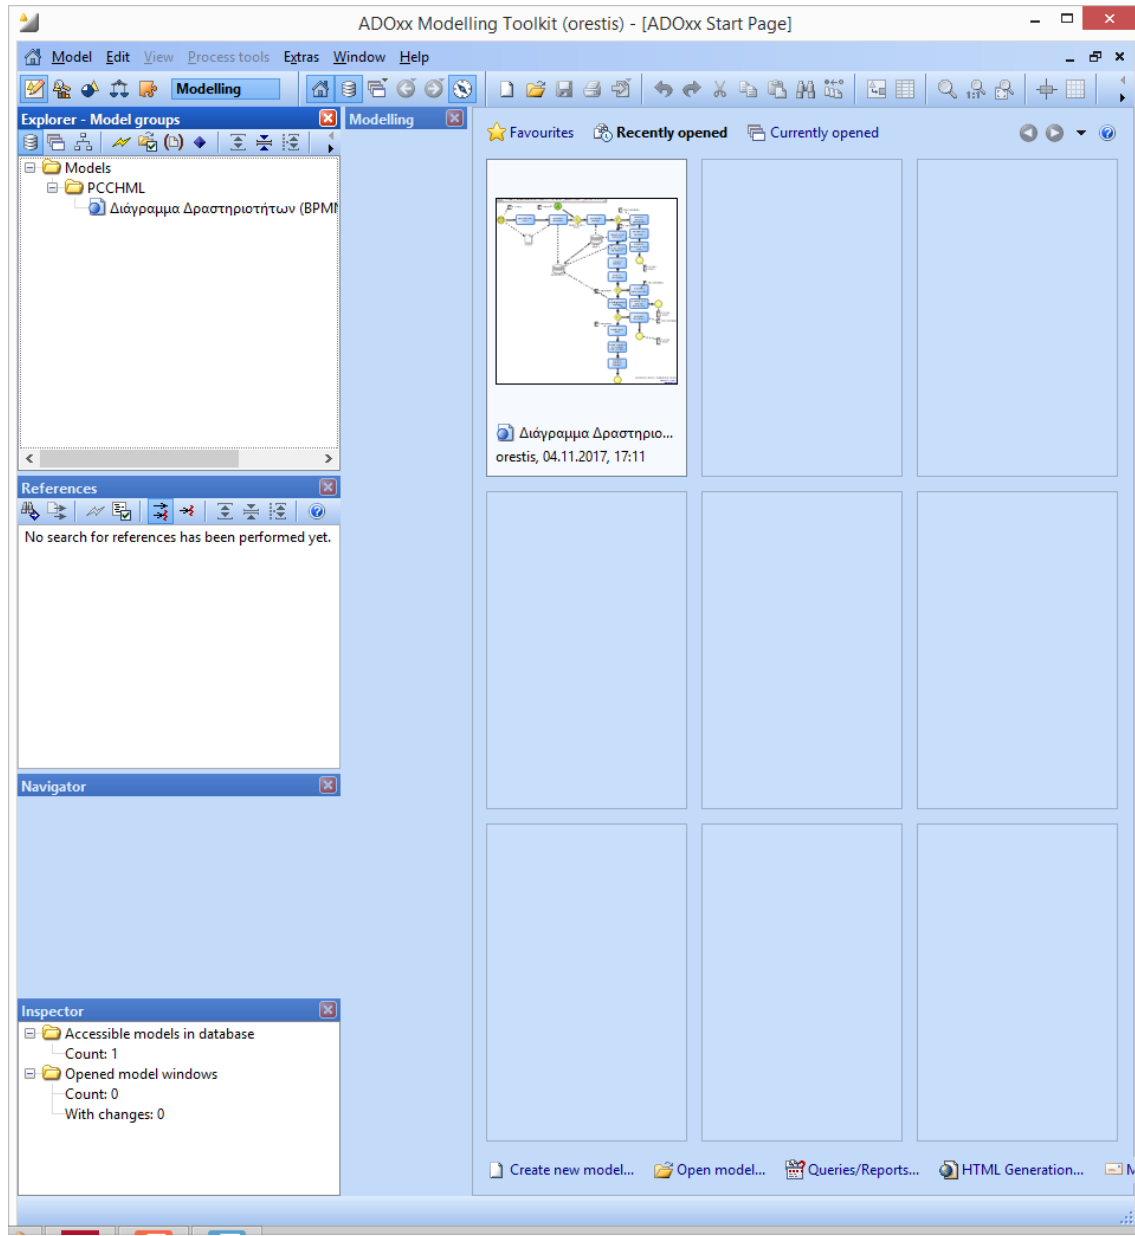 ADOxx Modelling Toolkit (orestis) - [ADOxx Start Page]
Model Edit View Process tools Extras Window Help
Modelling
Explorer - Model groups
Modelling
Favourites Recently opened Currently opened
Models
PCCHML
Διάγραμμα Δραστηριοτήτων (BPMN
Διάγραμμα Δραστηριο...
orestis, 04.11.2017, 17:11
References
No search for references has been performed yet.
Navigator
Inspector
Accessible models in database
Count: 1
Opened model windows
Count: 0
With changes: 0
Create new model... Open model... Queries/Reports... HTML Generation... M